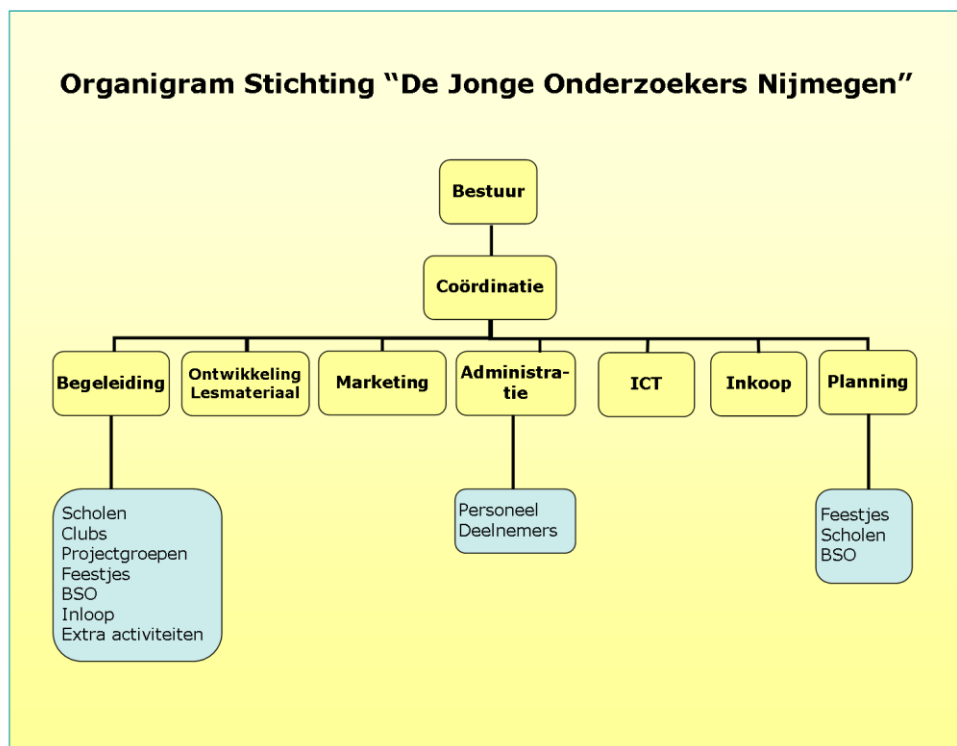 Organigram Stichting “De Jonge Onderzoekers Nijmegen”
Bestuur
Coördinatie
Begeleiding
Ontwikkeling
Lesmateriaal
Marketing
Administra-
tie
ICT
Inkoop
Planning
Scholen
Clubs
Projectgroepen
Feestjes
BSO
Inloop
Extra activiteiten
Personeel
Deelnemers
Feestjes
Scholen
BSO